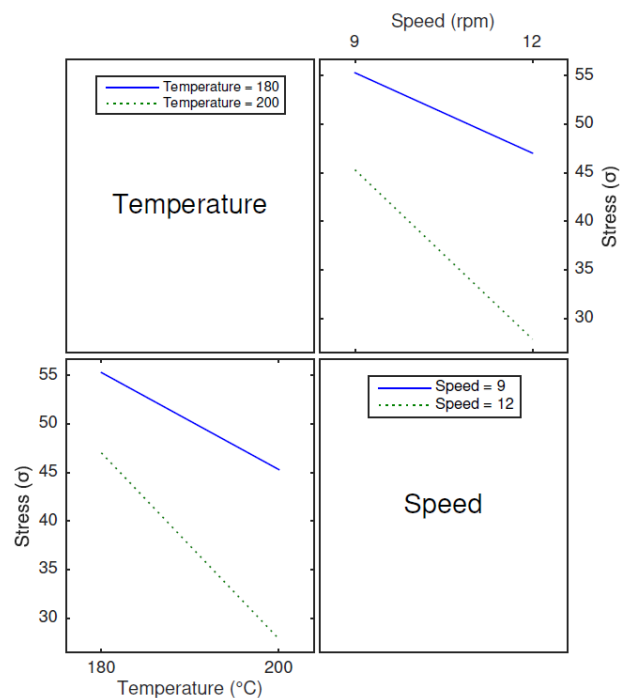 Speed (rpm)
9 12
Temperature = 180
Temperature = 200
Temperature
55
50
45
40
35
30
Stress (σ)
55
50
45
40
35
30
Stress (σ)
Speed = 9
Speed = 12
Speed
180 200
Temperature (°C)